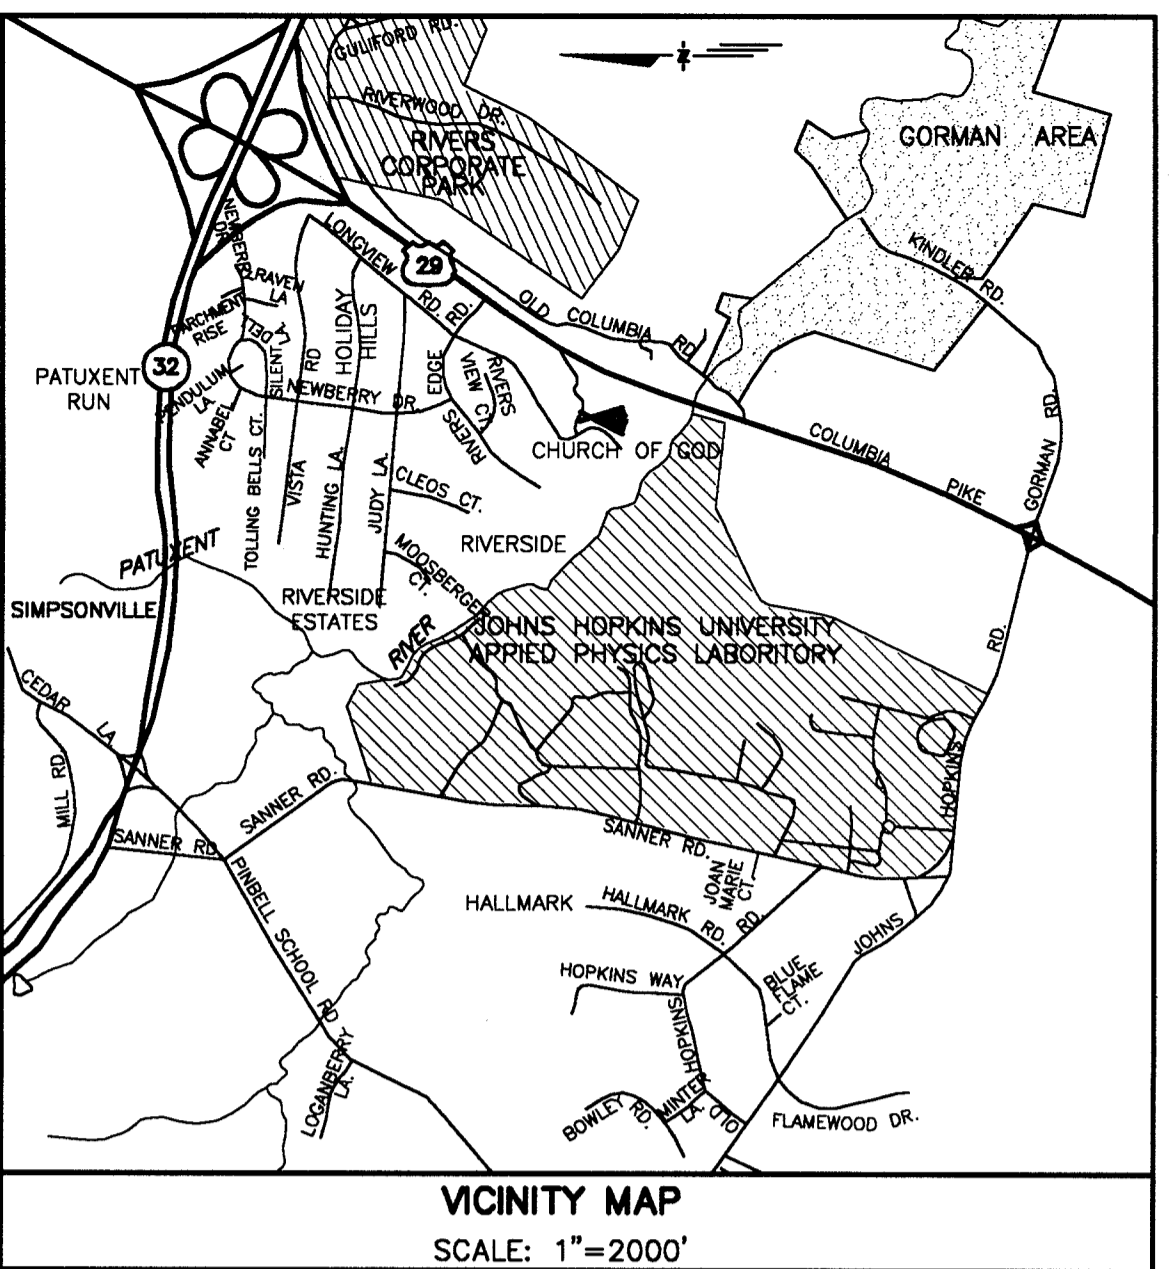 GUILFORD RD.
RIVERWOOD DR.
RIVERS
CORPORATE
PARK
Z
GORMAN AREA
KINDLER RD.
NEWBERRY
DR
LONGVIEW
RD.
29
RAVEN
LA
PARCHMENT
RISE
DELL
LA
HOLIDAY
HILLS
RD.
OLD COLUMBIA
RD.
32
PATUXENT
RUN
PENDULUM
LA
ANNABEL
CT
SILENT
RD
NEWBERRY DR.
EDGE
RIVERS
VIEW CT.
RIVERS
CHURCH OF GOD
COLUMBIA
PIKE
GORMAN RD.
TOLLING BELLS CT.
VISTA
HUNTING LA.
JUDY LA.
CLEOS CT.
RIVERSIDE
MOOSBERGER
CT.
PATUXENT
SIMPSONVILLE
RIVERSIDE
ESTATES
RIVER
JOHNS HOPKINS UNIVERSITY
APPIED PHYSICS LABORITORY
RD.
CEDAR
LA.
MILL RD.
SANNER RD.
SANNER RD.
HOPKINS
SANNER RD.
PINBELL SCHOOL RD
JOAN
MARIE
CT.
HALLMARK
HALLMARK
RD.
RD.
JOHNS
HOPKINS WAY
BLUE
FLAME
CT.
HOPKINS
LOGANBERRY
LA.
BOWLEY RD.
MINTER
LA.
OLD
FLAMEWOOD DR.
VICINITY MAP
SCALE: 1"=2000'